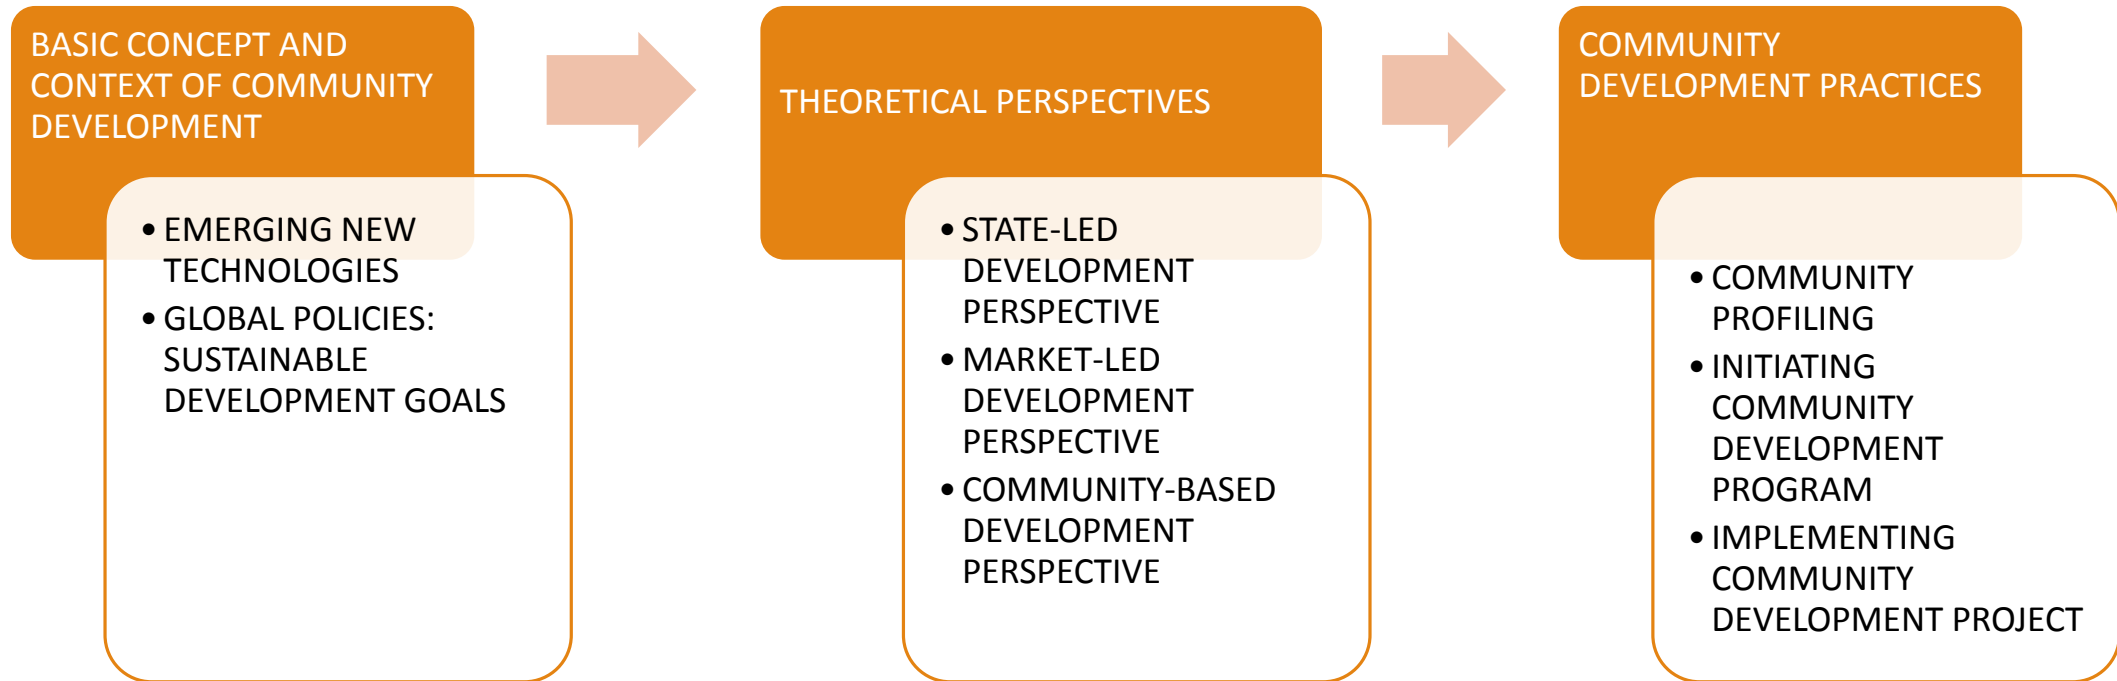 BASIC CONCEPT AND
CONTEXT OF COMMUNITY
DEVELOPMENT
• EMERGING NEW
TECHNOLOGIES
• GLOBAL POLICIES:
SUSTAINABLE
DEVELOPMENT GOALS
THEORETICAL PERSPECTIVES
• STATE-LED
DEVELOPMENT
PERSPECTIVE
• MARKET-LED
DEVELOPMENT
PERSPECTIVE
• COMMUNITY-BASED
DEVELOPMENT
PERSPECTIVE
COMMUNITY
DEVELOPMENT PRACTICES
• COMMUNITY
PROFILING
• INITIATING
COMMUNITY
DEVELOPMENT
PROGRAM
• IMPLEMENTING
COMMUNITY
DEVELOPMENT PROJECT